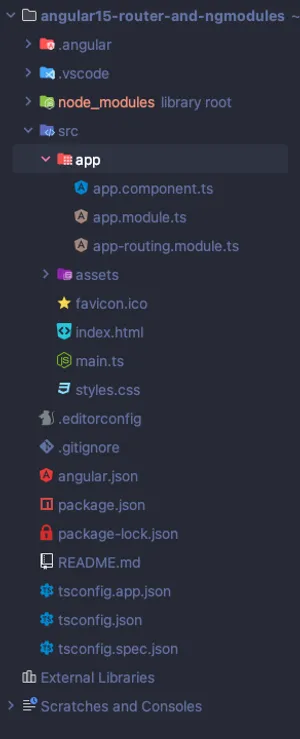 angular15-router-and-ngmodules ~
.angular
.vscode
node_modules library root
src
app
app.component.ts
app.module.ts
app-routing.module.ts
assets
favicon.ico
index.html
main.ts
styles.css
.editorconfig
.gitignore
angular.json
package.json
package-lock.json
README.md
tsconfig.app.json
tsconfig.json
tsconfig.spec.json
External Libraries
Scratches and Consoles